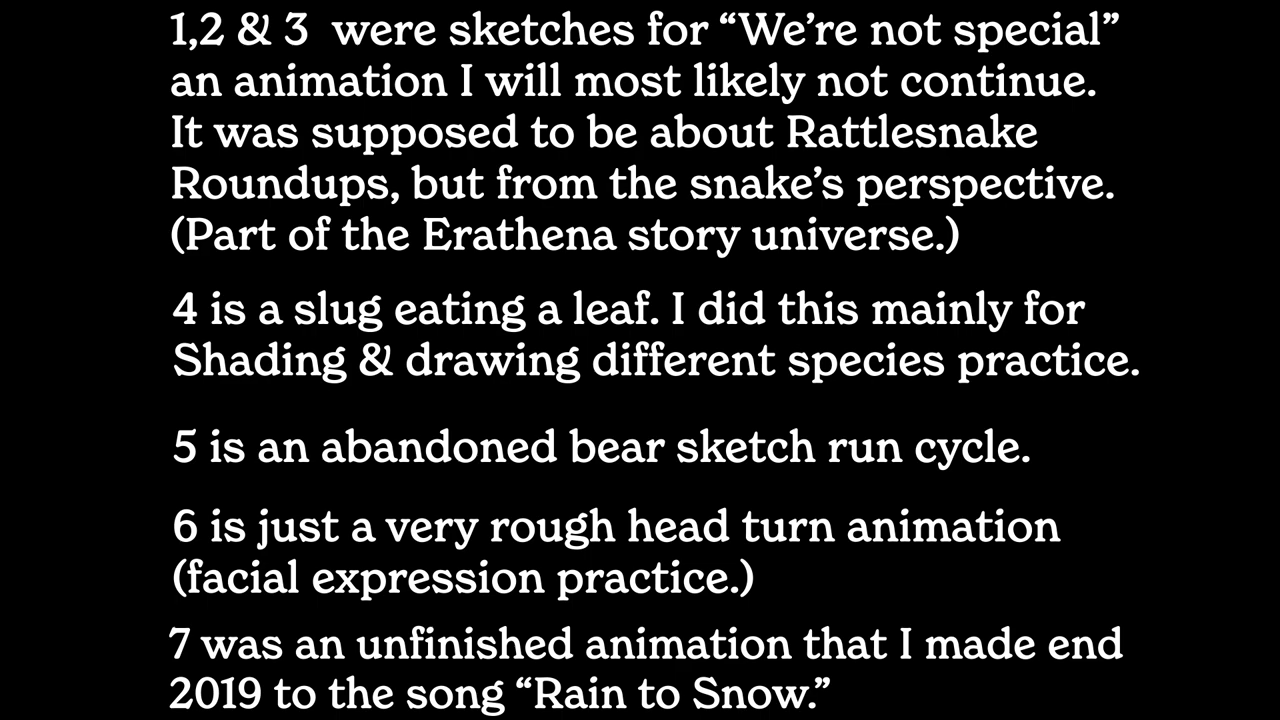 1,2 & 3 were sketches for “We’re not special”
an animation I will most likely not continue.
It was supposed to be about Rattlesnake
Roundups, but from the snake’s perspective.
(Part of the Erathena story universe.)
4 is a slug eating a leaf. I did this mainly for
Shading & drawing different species practice.
5 is an abandoned bear sketch run cycle.
6 is just a very rough head turn animation
(facial expression practice.)
7 was an unfinished animation that I made end
2019 to the song “Rain to Snow.”